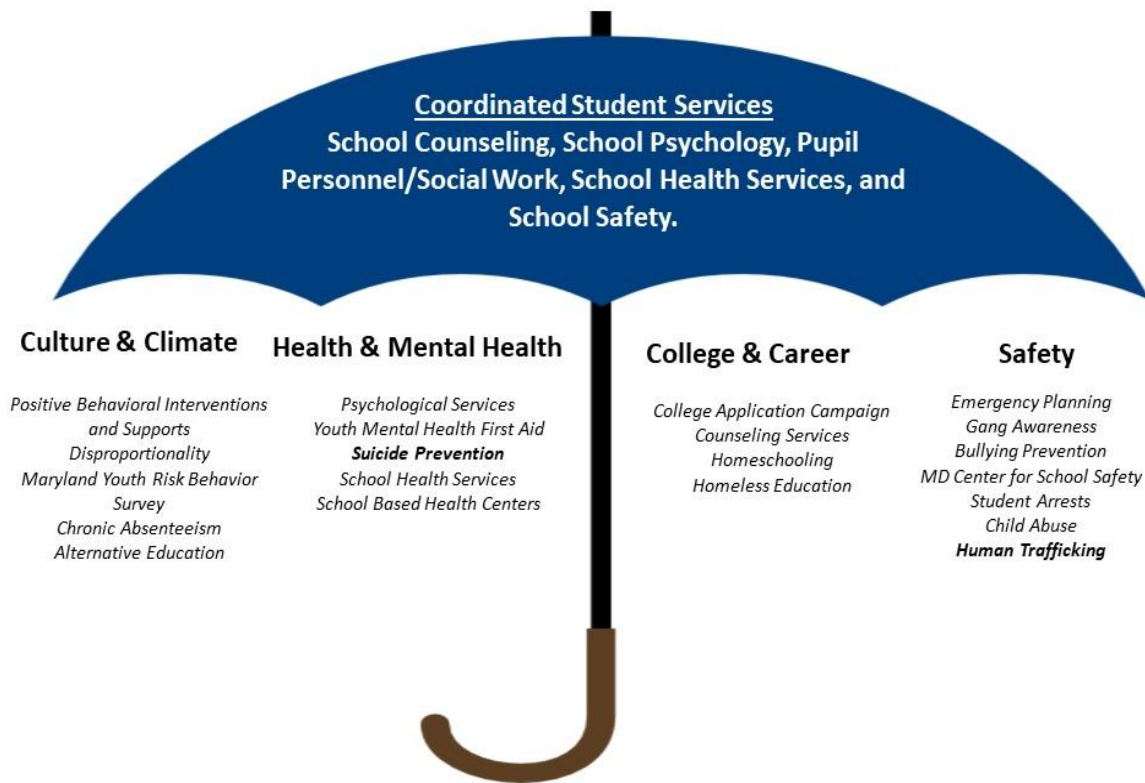 Coordinated Student Services
School Counseling, School Psychology, Pupil
Personnel/Social Work, School Health Services, and
School Safety.
Culture & Climate
Positive Behavioral Interventions
and Supports
Disproportionality
Maryland Youth Risk Behavior
Survey
Chronic Absenteeism
Alternative Education
Health & Mental Health
Psychological Services
Youth Mental Health First Aid
Suicide Prevention
School Health Services
School Based Health Centers
College & Career
College Application Campaign
Counseling Services
Homeschooling
Homeless Education
Safety
Emergency Planning
Gang Awareness
Bullying Prevention
MD Center for School Safety
Student Arrests
Child Abuse
Human Trafficking